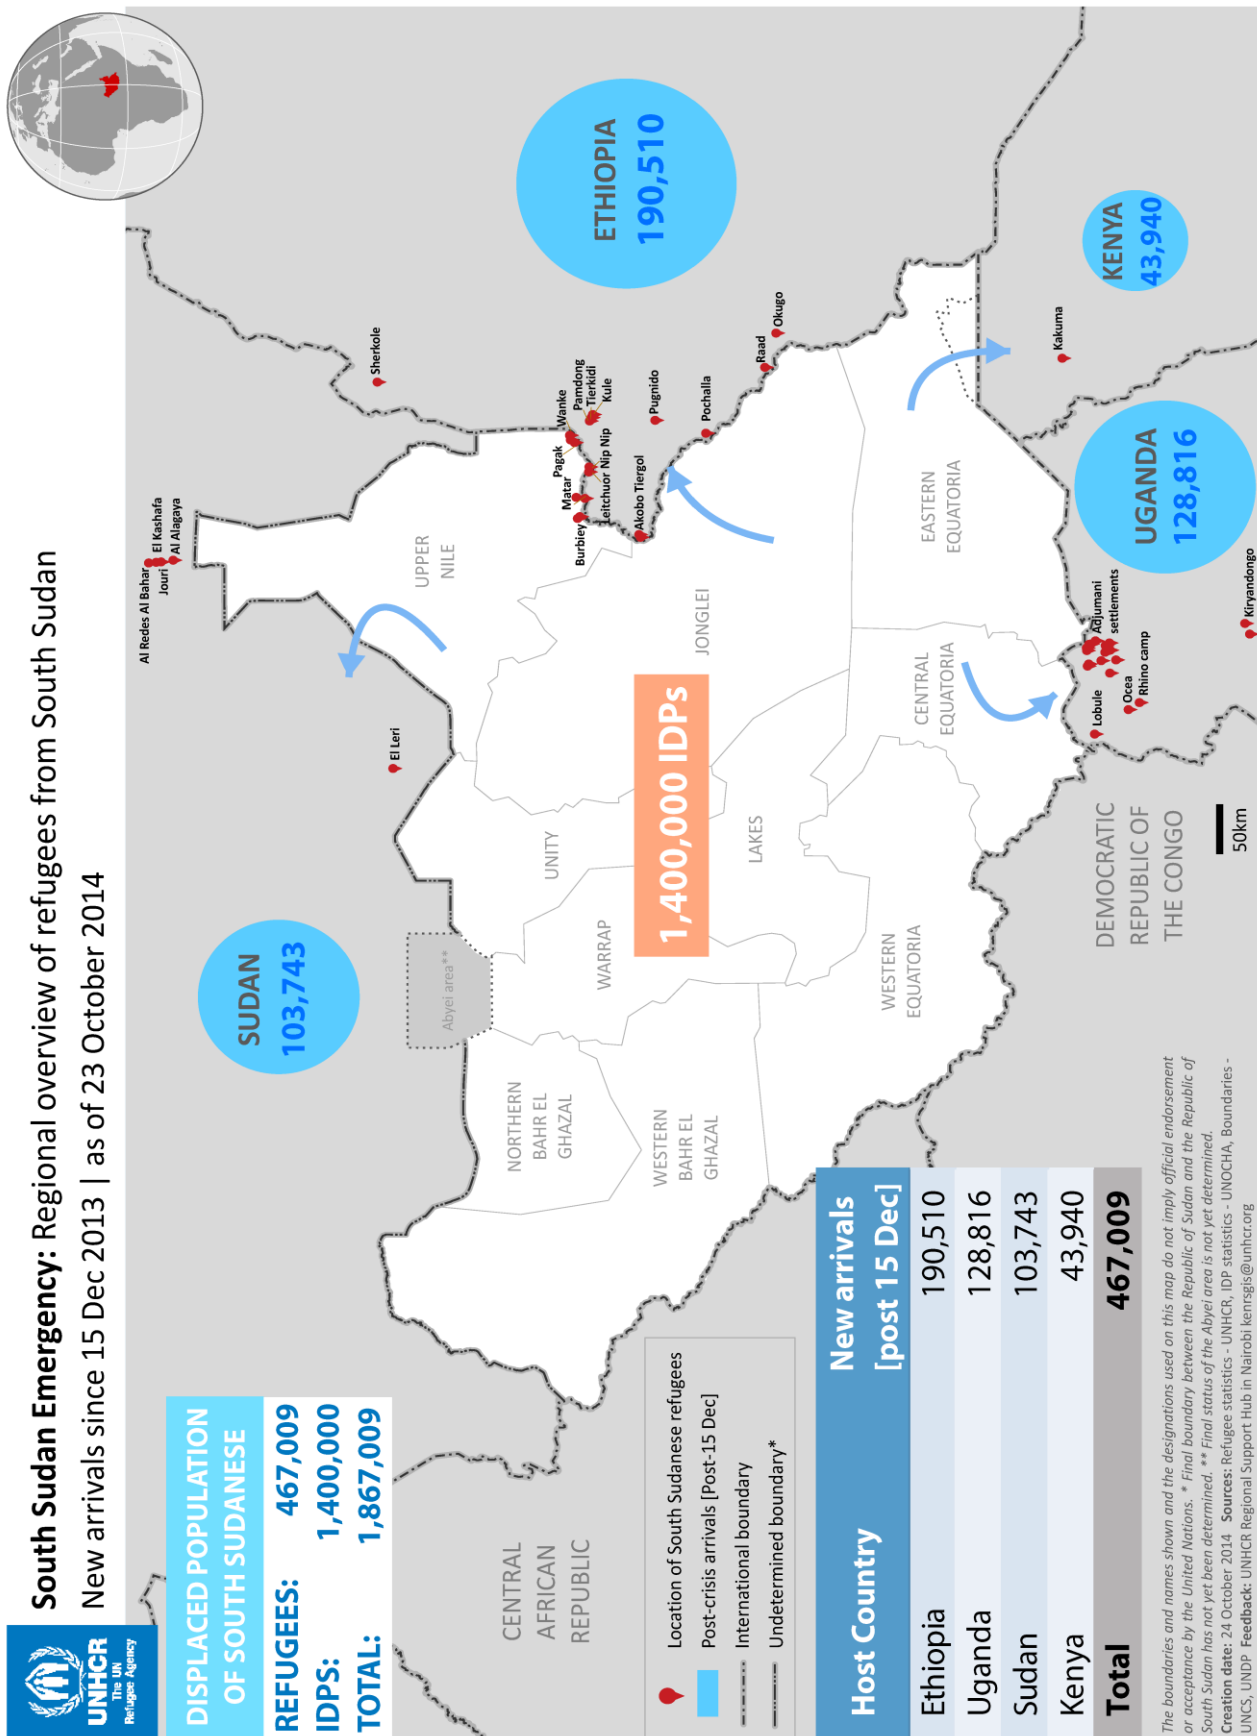 UNHCR
The UN
Refugee Agency
South Sudan Emergency: Regional overview of refugees from South Sudan
New arrivals since 15 Dec 2013 | as of 23 October 2014
DISPLACED POPULATION
OF SOUTH SUDANESE
REFUGEES: 467,009
IDPS: 1,400,000
TOTAL: 1,867,009
SUDAN
103,743
Al Redes Al Bahar
Jouri
El Kashafa
Al Alagaya
El Leri
Sherkole
Abyei area**
UPPER
NILE
Burbiey
Matar
Pagak
Wanke
Pamdong
Tierkidi
Kule
Leitchuor Nip Nip
Akobo Tiergol
Pugnido
Pochalla
Raad
Okugo
ETHIOPIA
190,510
NORTHERN
BAHR EL
GHAZAL
WESTERN
BAHR EL
GHAZAL
WARRAP
UNITY
JONGLEI
1,400,000 IDPs
LAKES
WESTERN
EQUATORIA
CENTRAL
EQUATORIA
EASTERN
EQUATORIA
CENTRAL
AFRICAN
REPUBLIC
DEMOCRATIC
REPUBLIC OF
THE CONGO
Lobule
Ocea
Rhino camp
Adjumani
settlements
Kiryandongo
UGANDA
128,816
Kakuma
KENYA
43,940
50km
Location of South Sudanese refugees
Post-crisis arrivals [Post-15 Dec]
International boundary
Undetermined boundary*
Host Country New arrivals
[post 15 Dec]
Ethiopia 190,510
Uganda 128,816
Sudan 103,743
Kenya 43,940
Total 467,009
The boundaries and names shown and the designations used on this map do not imply official endorsement
or acceptance by the United Nations. * Final boundary between the Republic of Sudan and the Republic of
South Sudan has not yet been determined. ** Final status of the Abyei area is not yet determined.
Creation date: 24 October 2014 Sources: Refugee statistics - UNHCR, IDP statistics - UNOCHA, Boundaries -
UNCS, UNDP Feedback: UNHCR Regional Support Hub in Nairobi kenrsgis@unhcr.org